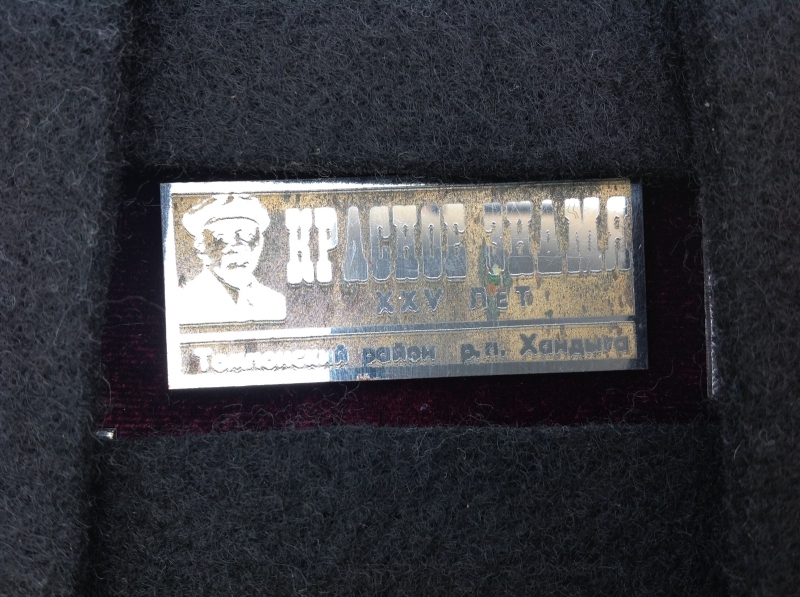 КРАСНОЕ ЗНАМЯ
XXV ЛЕТ
Томпонский район р.п. Хандыга